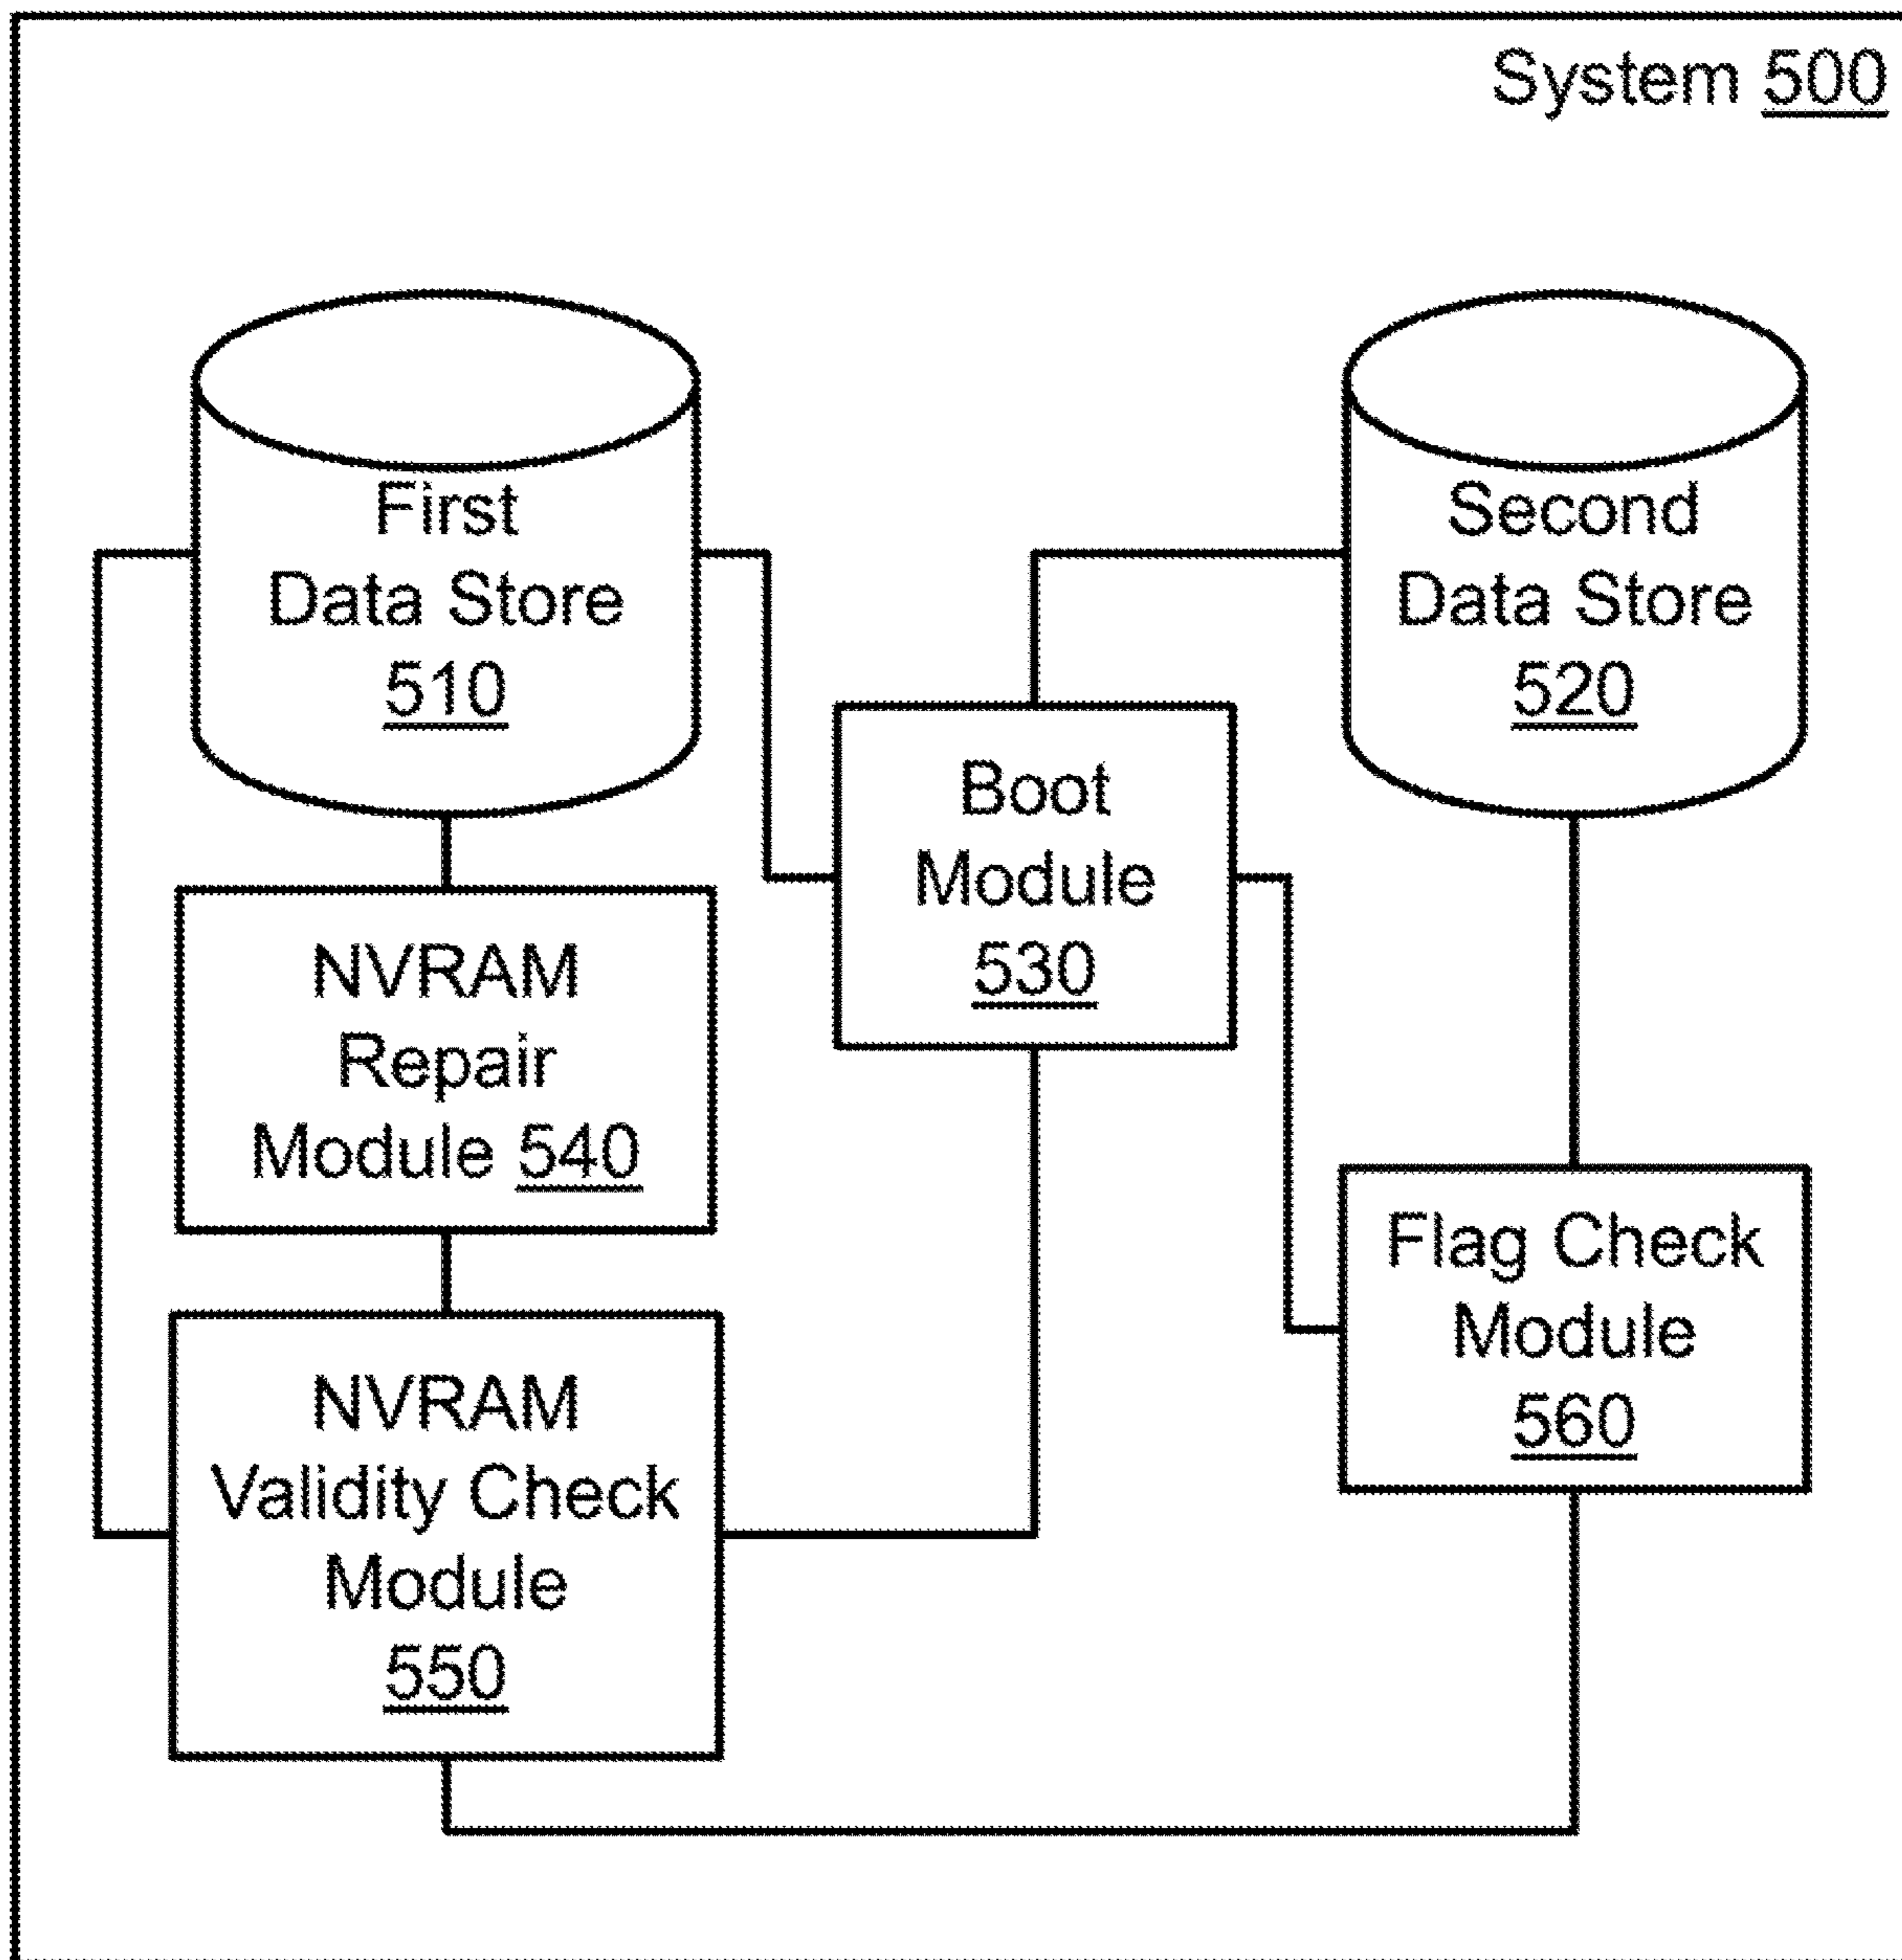 System 500
First
Data Store
510
Second
Data Store
520
Boot
Module
530
NVRAM
Repair
Module 540
NVRAM
Validity Check
Module
550
Flag Check
Module
560